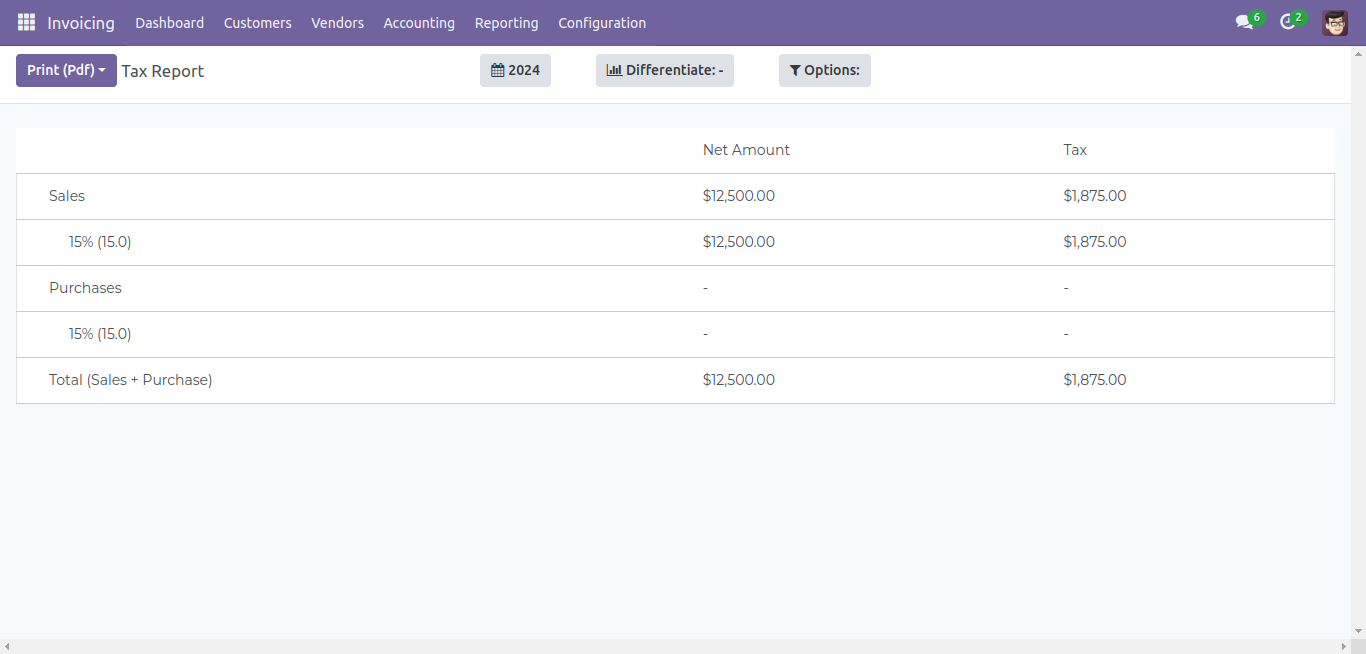 Invoicing Dashboard Customers Vendors Accounting Reporting Configuration 6 2
Print (Pdf) Tax Report 2024 Differentiate: - Options:
Net Amount Tax
Sales $12,500.00 $1,875.00
15% (15.0) $12,500.00 $1,875.00
Purchases - -
15% (15.0) - -
Total (Sales + Purchase) $12,500.00 $1,875.00